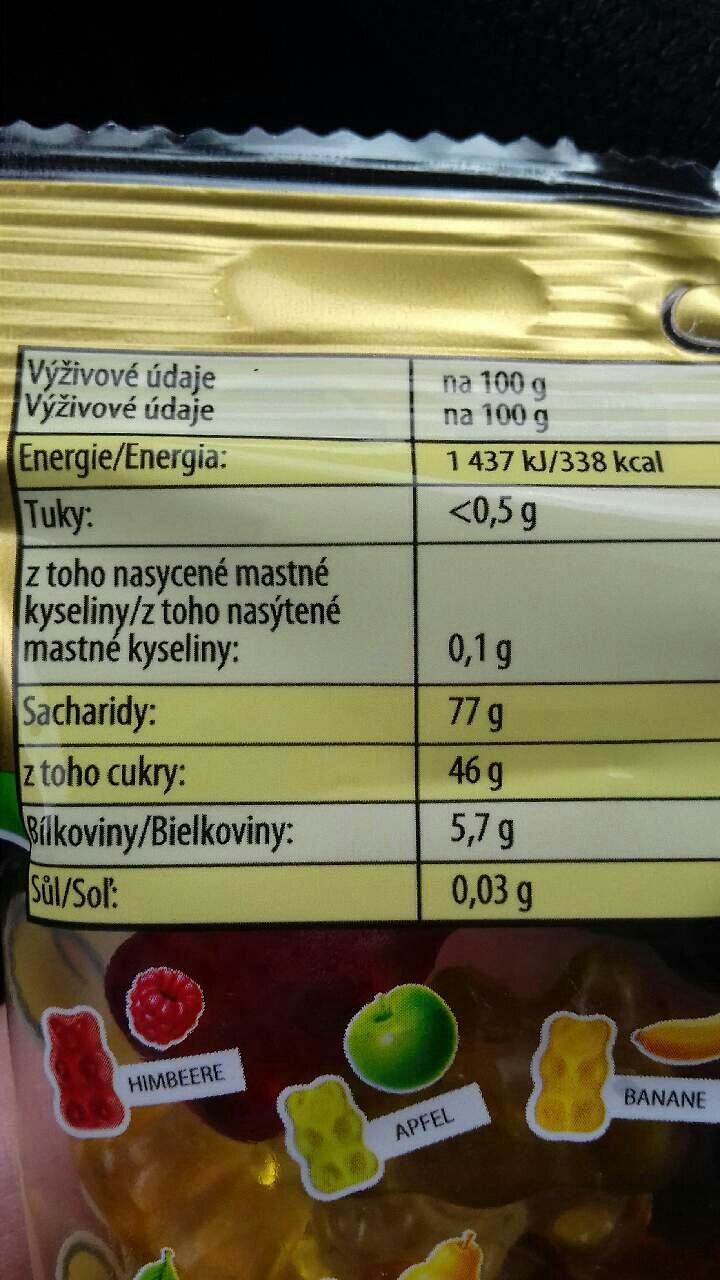 Výživové údaje na 100 g
Výživové údaje na 100 g
Energie/Energia: 1 437 kJ/338 kcal
Tuky: <0,5 g
z toho nasycené mastné
kyseliny/z toho nasýtené
mastné kyseliny: 0,1 g
Sacharidy: 77 g
z toho cukry: 46 g
Bílkoviny/Bielkoviny: 5,7 g
Sůl/Soľ: 0,03 g
HIMBEERE
APFEL
BANANE